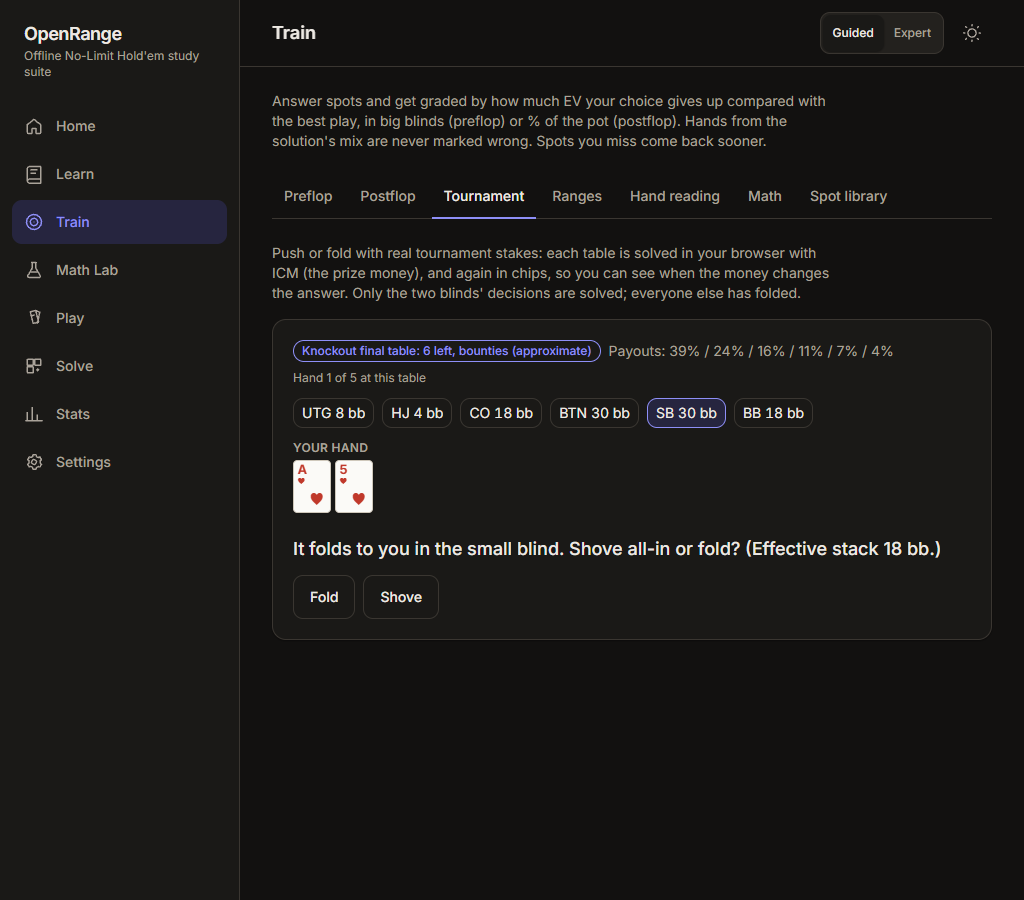 OpenRange
Offline No-Limit Hold'em study
suite
Home
Learn
Train
Math Lab
Play
Solve
Stats
Settings
Train
Guided
Expert
Answer spots and get graded by how much EV your choice gives up compared with
the best play, in big blinds (preflop) or % of the pot (postflop). Hands from the
solution's mix are never marked wrong. Spots you miss come back sooner.
Preflop
Postflop
Tournament
Ranges
Hand reading
Math
Spot library
Push or fold with real tournament stakes: each table is solved in your browser with
ICM (the prize money), and again in chips, so you can see when the money changes
the answer. Only the two blinds' decisions are solved; everyone else has folded.
Knockout final table: 6 left, bounties (approximate)
Payouts: 39% / 24% / 16% / 11% / 7% / 4%
Hand 1 of 5 at this table
UTG 8 bb
HJ 4 bb
CO 18 bb
BTN 30 bb
SB 30 bb
BB 18 bb
YOUR HAND
A
5
It folds to you in the small blind. Shove all-in or fold? (Effective stack 18 bb.)
Fold
Shove